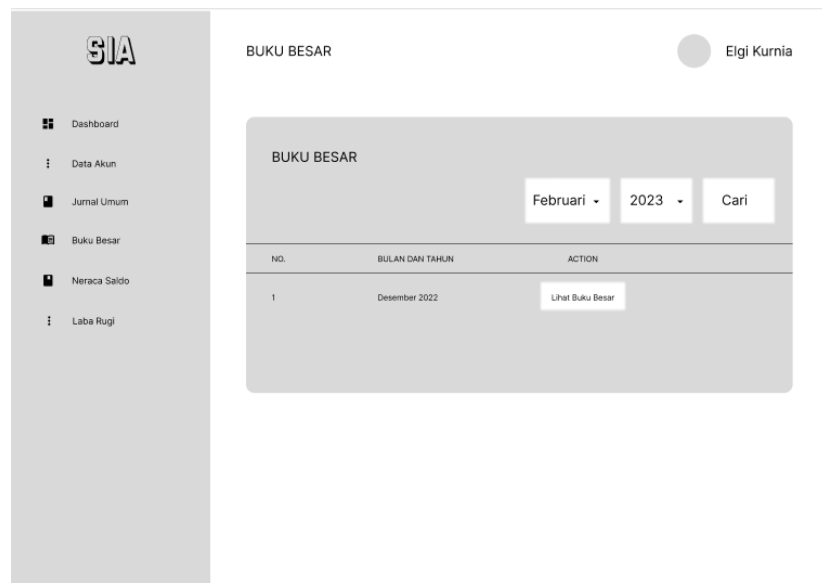 SIA
BUKU BESAR
Elgi Kurnia
Dashboard
Data Akun
Jurnal Umum
Buku Besar
Neraca Saldo
Laba Rugi
BUKU BESAR
Februari
2023
Cari
NO. BULAN DAN TAHUN ACTION
1 Desember 2022 Lihat Buku Besar